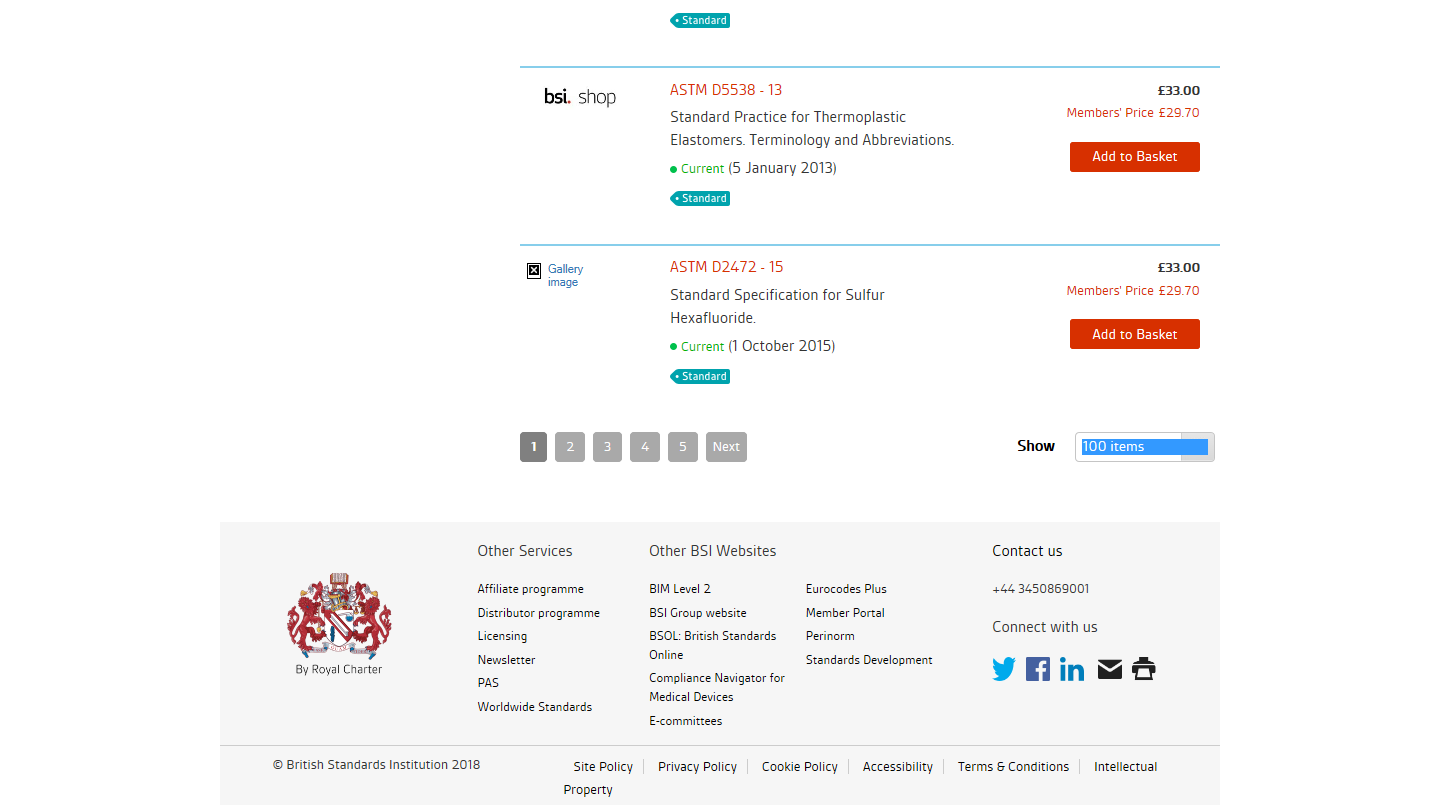 Standard
bsi. shop
ASTM D5538 - 13
£33.00
Members' Price £29.70
Standard Practice for Thermoplastic
Elastomers. Terminology and Abbreviations.
Add to Basket
Current (5 January 2013)
Standard
Gallery
image
ASTM D2472 - 15
£33.00
Members' Price £29.70
Standard Specification for Sulfur
Hexafluoride.
Add to Basket
Current (1 October 2015)
Standard
1 2 3 4 5 Next
Show 100 items
By Royal Charter
Other Services
Affiliate programme
Distributor programme
Licensing
Newsletter
PAS
Worldwide Standards
Other BSI Websites
BIM Level 2
BSI Group website
BSOL: British Standards
Online
Compliance Navigator for
Medical Devices
E-committees
Eurocodes Plus
Member Portal
Perinorm
Standards Development
Contact us
+44 3450869001
Connect with us
© British Standards Institution 2018
Site Policy Privacy Policy Cookie Policy Accessibility Terms & Conditions Intellectual
Property